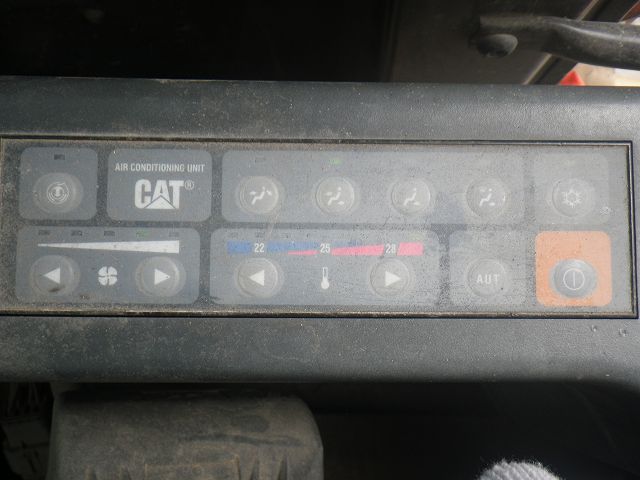 AIR CONDITIONING UNIT
CAT®
22 25 28
AUT